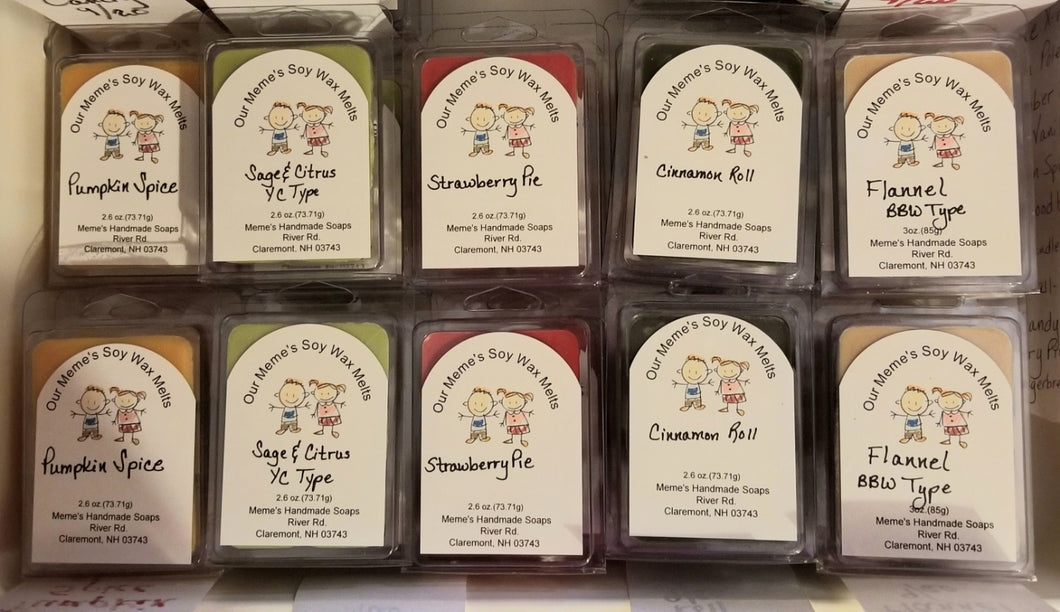 Candy
9/20
Our Meme's Soy Wax Melts
Pumpkin Spice
2.6 oz.(73.71g)
Meme's Handmade Soaps
River Rd.
Claremont, NH 03743
Our Meme's Soy Wax Melts
Sage & Citrus
YC Type
2.6 oz.(73.71g)
Meme's Handmade Soaps
River Rd.
Claremont, NH 03743
Our Meme's Soy Wax Melts
Strawberry Pie
2.6 oz.(73.71g)
Meme's Handmade Soaps
River Rd.
Claremont, NH 03743
Our Meme's Soy Wax Melts
Cinnamon Roll
2.6 oz.(73.71g)
Meme's Handmade Soaps
River Rd.
Claremont, NH 03743
Our Meme's Soy Wax Melts
Flannel
BBW Type
3oz.(85g)
Meme's Handmade Soaps
River Rd.
Claremont, NH 03743
Our Meme's Soy Wax Melts
Pumpkin Spice
2.6 oz.(73.71g)
Meme's Handmade Soaps
River Rd.
Claremont, NH 03743
Our Meme's Soy Wax Melts
Sage & Citrus
YC Type
2.6 oz.(73.71g)
Meme's Handmade Soaps
River Rd.
Claremont, NH 03743
Our Meme's Soy Wax Melts
Strawberry Pie
2.6 oz.(73.71g)
Meme's Handmade Soaps
River Rd.
Claremont, NH 03743
Our Meme's Soy Wax Melts
Cinnamon Roll
2.6 oz.(73.71g)
Meme's Handmade Soaps
River Rd.
Claremont, NH 03743
Our Meme's Soy Wax Melts
Flannel
BBW Type
3oz.(85g)
Meme's Handmade Soaps
River Rd.
Claremont, NH 03743